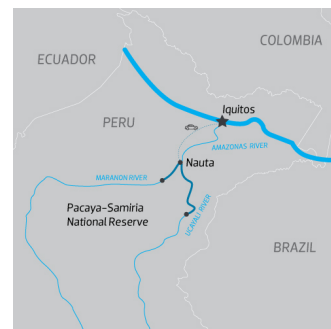 COLOMBIA
ECUADOR
Iquitos
PERU
AMAZONAS RIVER
Nauta
MARANON RIVER
Pacaya-Samiria
National Reserve
UCAYALI RIVER
BRAZIL